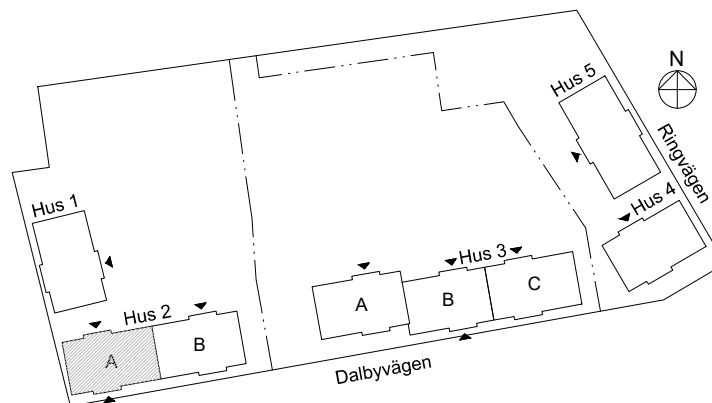 N
Hus 5
Ringvägen
Hus 4
Hus 1
Hus 3
C
B
A
Hus 2
B
A
Dalbyvägen